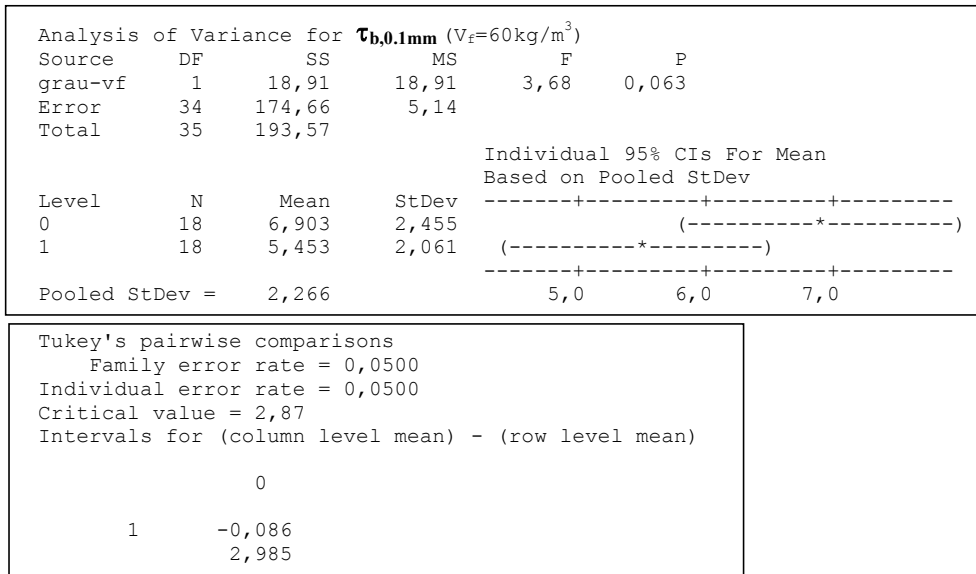 Analysis of Variance for τb,0.1mm (Vf=60kg/m³)
Source     DF        SS        MS        F        P
grau-vf     1     18,91     18,91     3,68    0,063
Error      34    174,66      5,14
Total      35    193,57
                                   Individual 95% CIs For Mean
                                   Based on Pooled StDev
Level       N      Mean     StDev  -------+---------+---------+---------
0          18     6,903     2,455                  (----------*----------)
1          18     5,453     2,061   (----------*---------)
                                   -------+---------+---------+---------
Pooled StDev =    2,266                  5,0       6,0       7,0
Tukey's pairwise comparisons
    Family error rate = 0,0500
Individual error rate = 0,0500
Critical value = 2,87
Intervals for (column level mean) - (row level mean)
                 0
       1      -0,086
               2,985